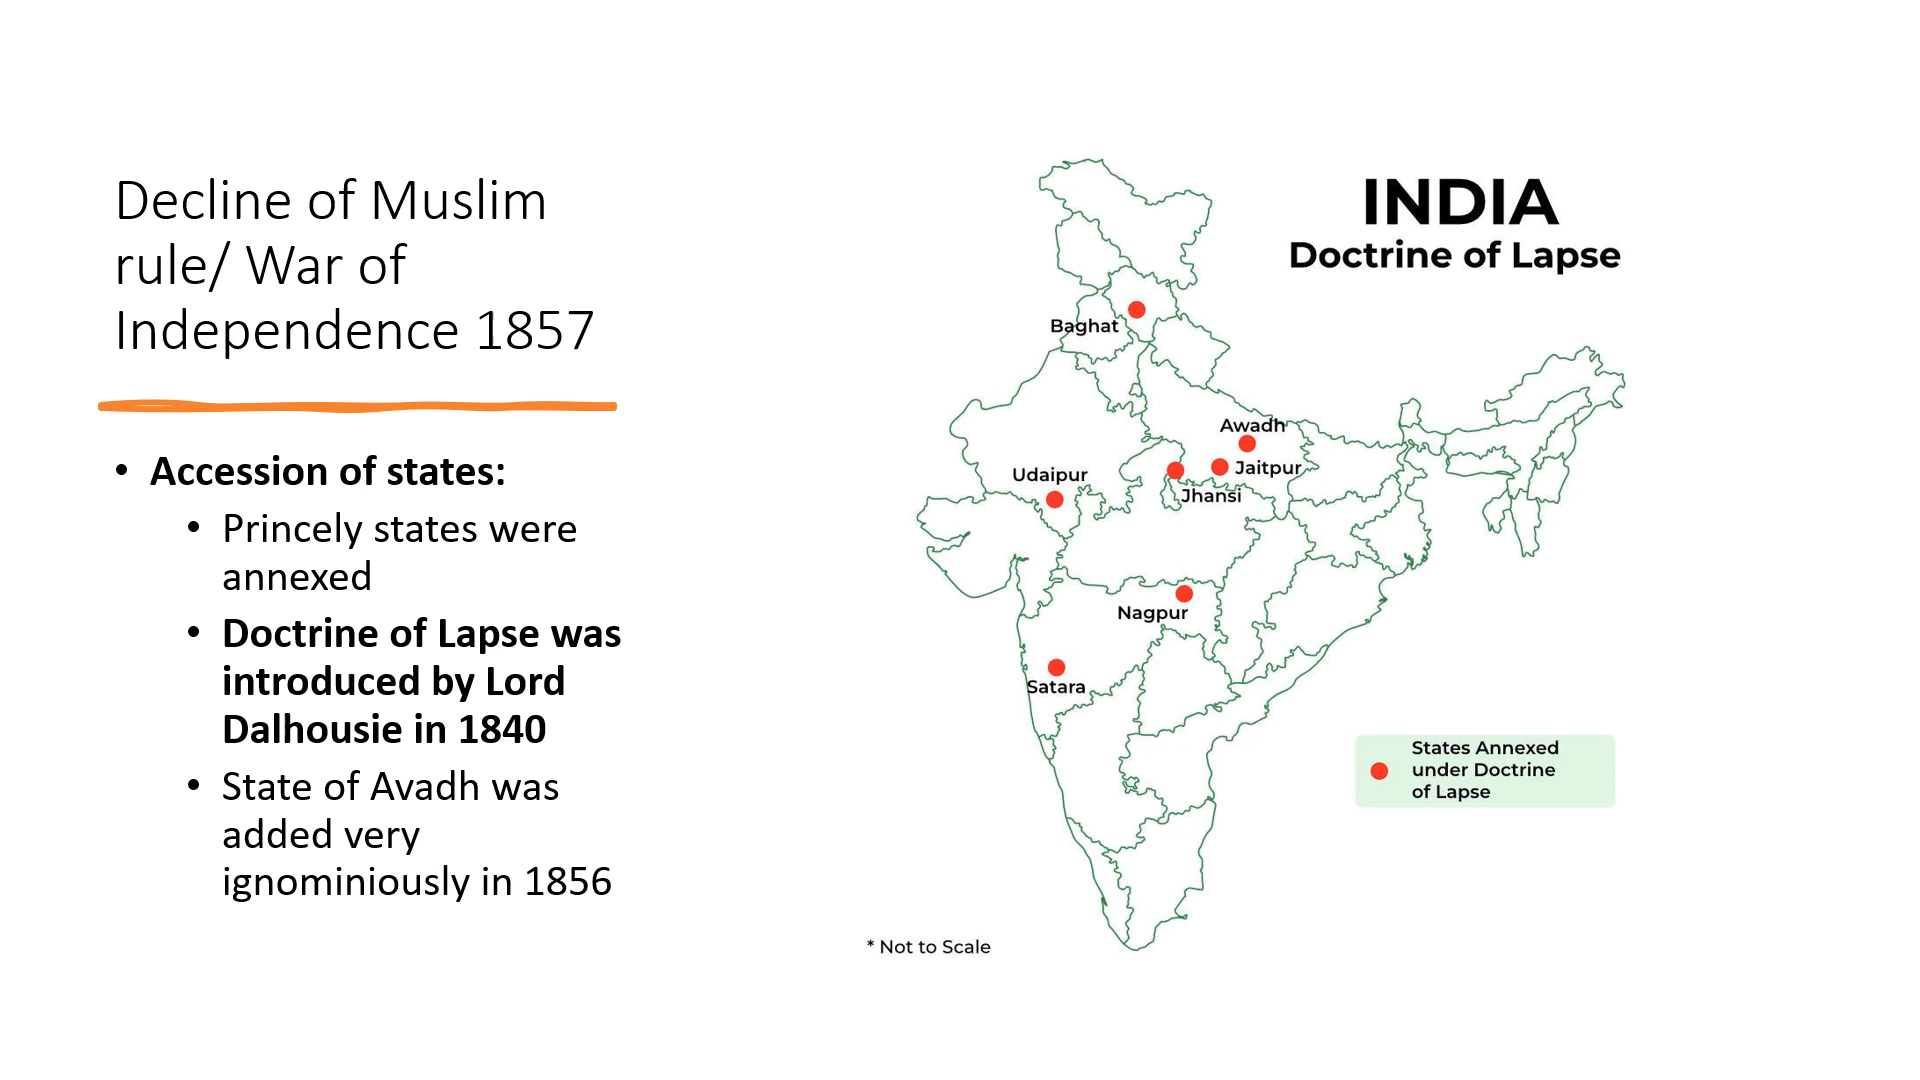 Decline of Muslim
rule/ War of
Independence 1857
• Accession of states:
• Princely states were
annexed
• Doctrine of Lapse was
introduced by Lord
Dalhousie in 1840
• State of Avadh was
added very
ignominiously in 1856
INDIA
Doctrine of Lapse
Baghat
Awadh
Jaitpur
Udaipur
Jhansi
Nagpur
Satara
States Annexed
under Doctrine
of Lapse
* Not to Scale